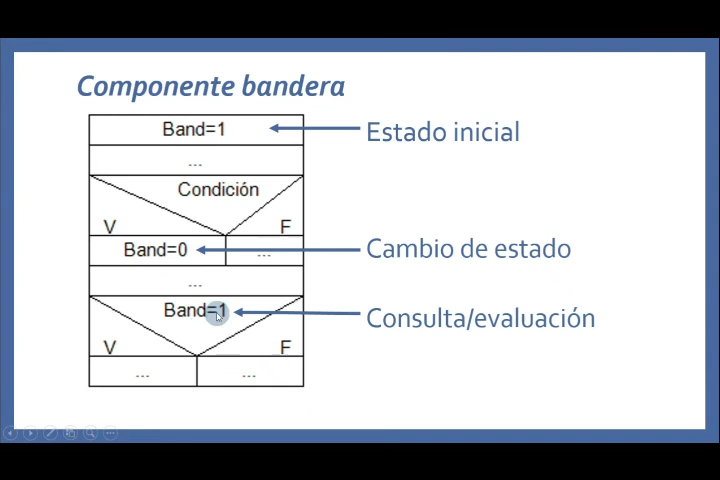 Componente bandera
Band=1
Estado inicial
...
Condición
V F
Band=0 ...
Cambio de estado
...
Band=1
Consulta/evaluación
V F
... ...